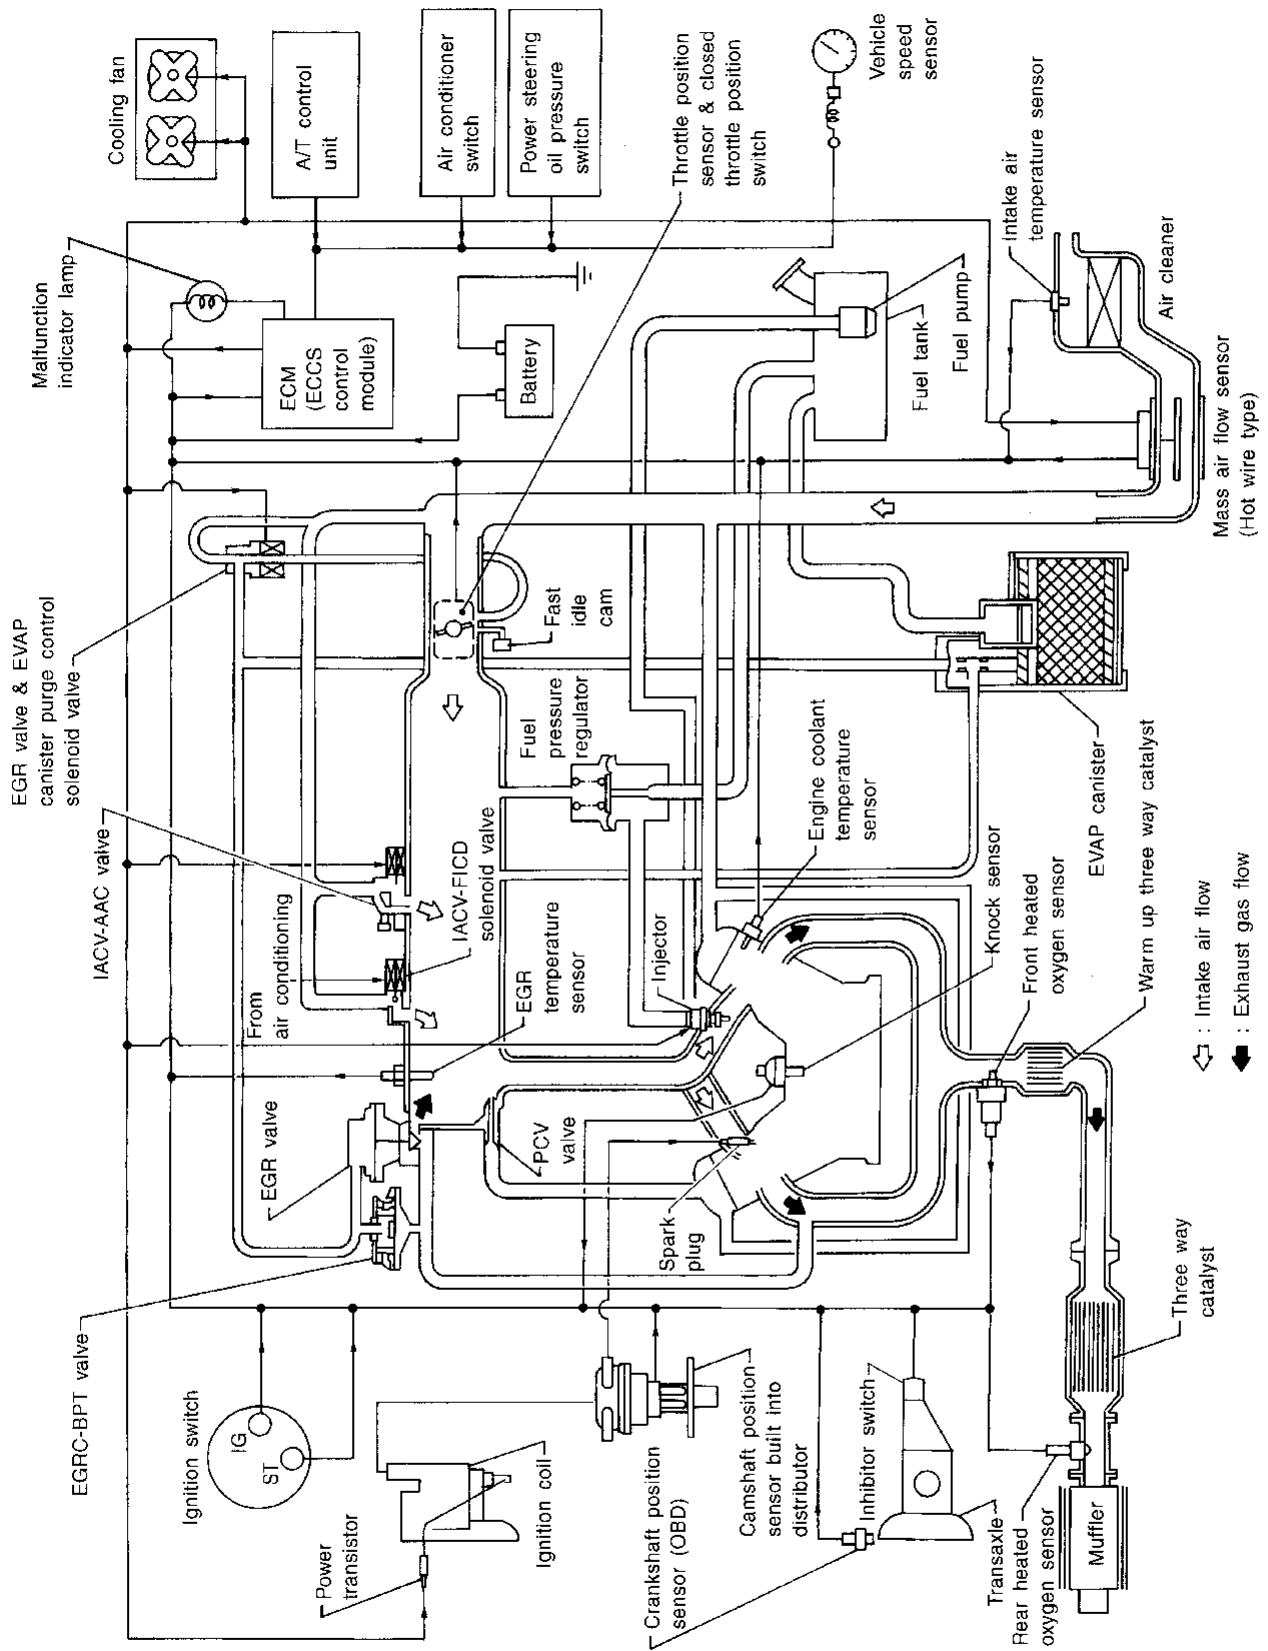 Cooling fan
A/T control
unit
Air conditioner
switch
Power steering
oil pressure
switch
Throttle position
sensor & closed
throttle position
switch
Vehicle
speed
sensor
Malfunction
indicator lamp
ECM
(ECCS
control
module)
Battery
Fuel tank
Fuel pump
Intake air
temperature sensor
Air cleaner
Mass air flow sensor
(Hot wire type)
EGR valve & EVAP
canister purge control
solenoid valve
Fast
idle
cam
Fuel
pressure
regulator
Engine coolant
temperature
sensor
EVAP canister
IACV-AAC valve
IACV-FICD
solenoid valve
From
air conditioning
EGR
temperature
sensor
Injector
Knock sensor
Front heated
oxygen sensor
Warm up three way catalyst
: Intake air flow
: Exhaust gas flow
EGR valve
PCV
valve
Spark
plug
Three way
catalyst
EGRC-BPT valve
Ignition switch
IG
ST
Power
transistor
Ignition coil
Camshaft position
sensor built into
distributor
Crankshaft position
sensor (OBD)
Inhibitor switch
Transaxle
Rear heated
oxygen sensor
Muffler